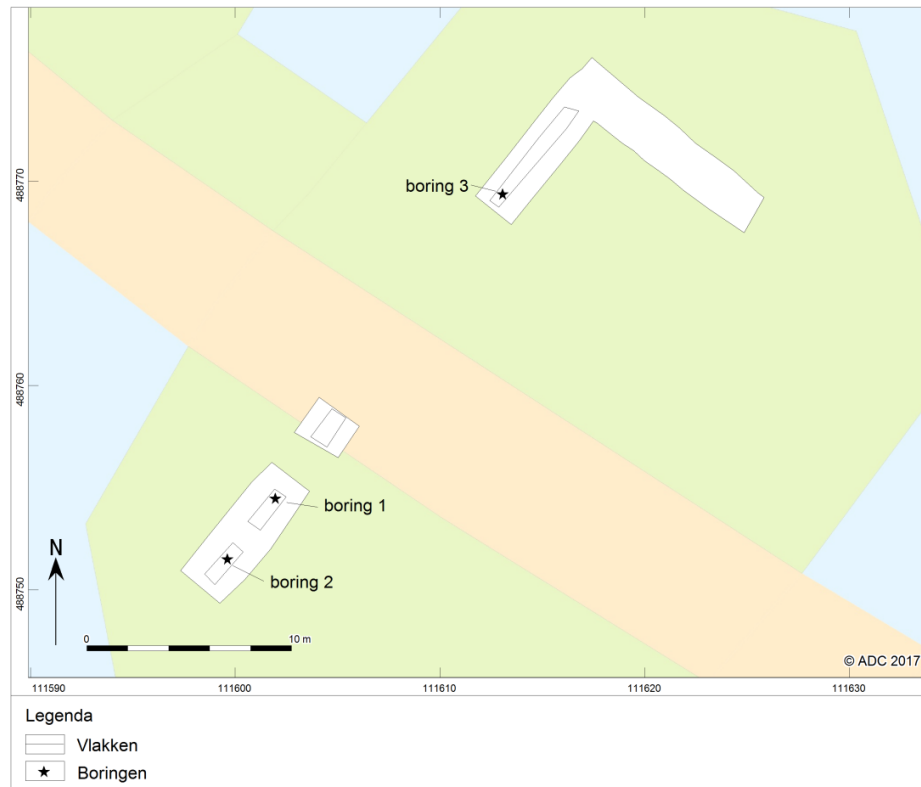 488770
boring 3
488760
boring 1
boring 2
N
488750
0
10 m
© ADC 2017
111590
111600
111610
111620
111630
Legenda
Vlakken
Boringen